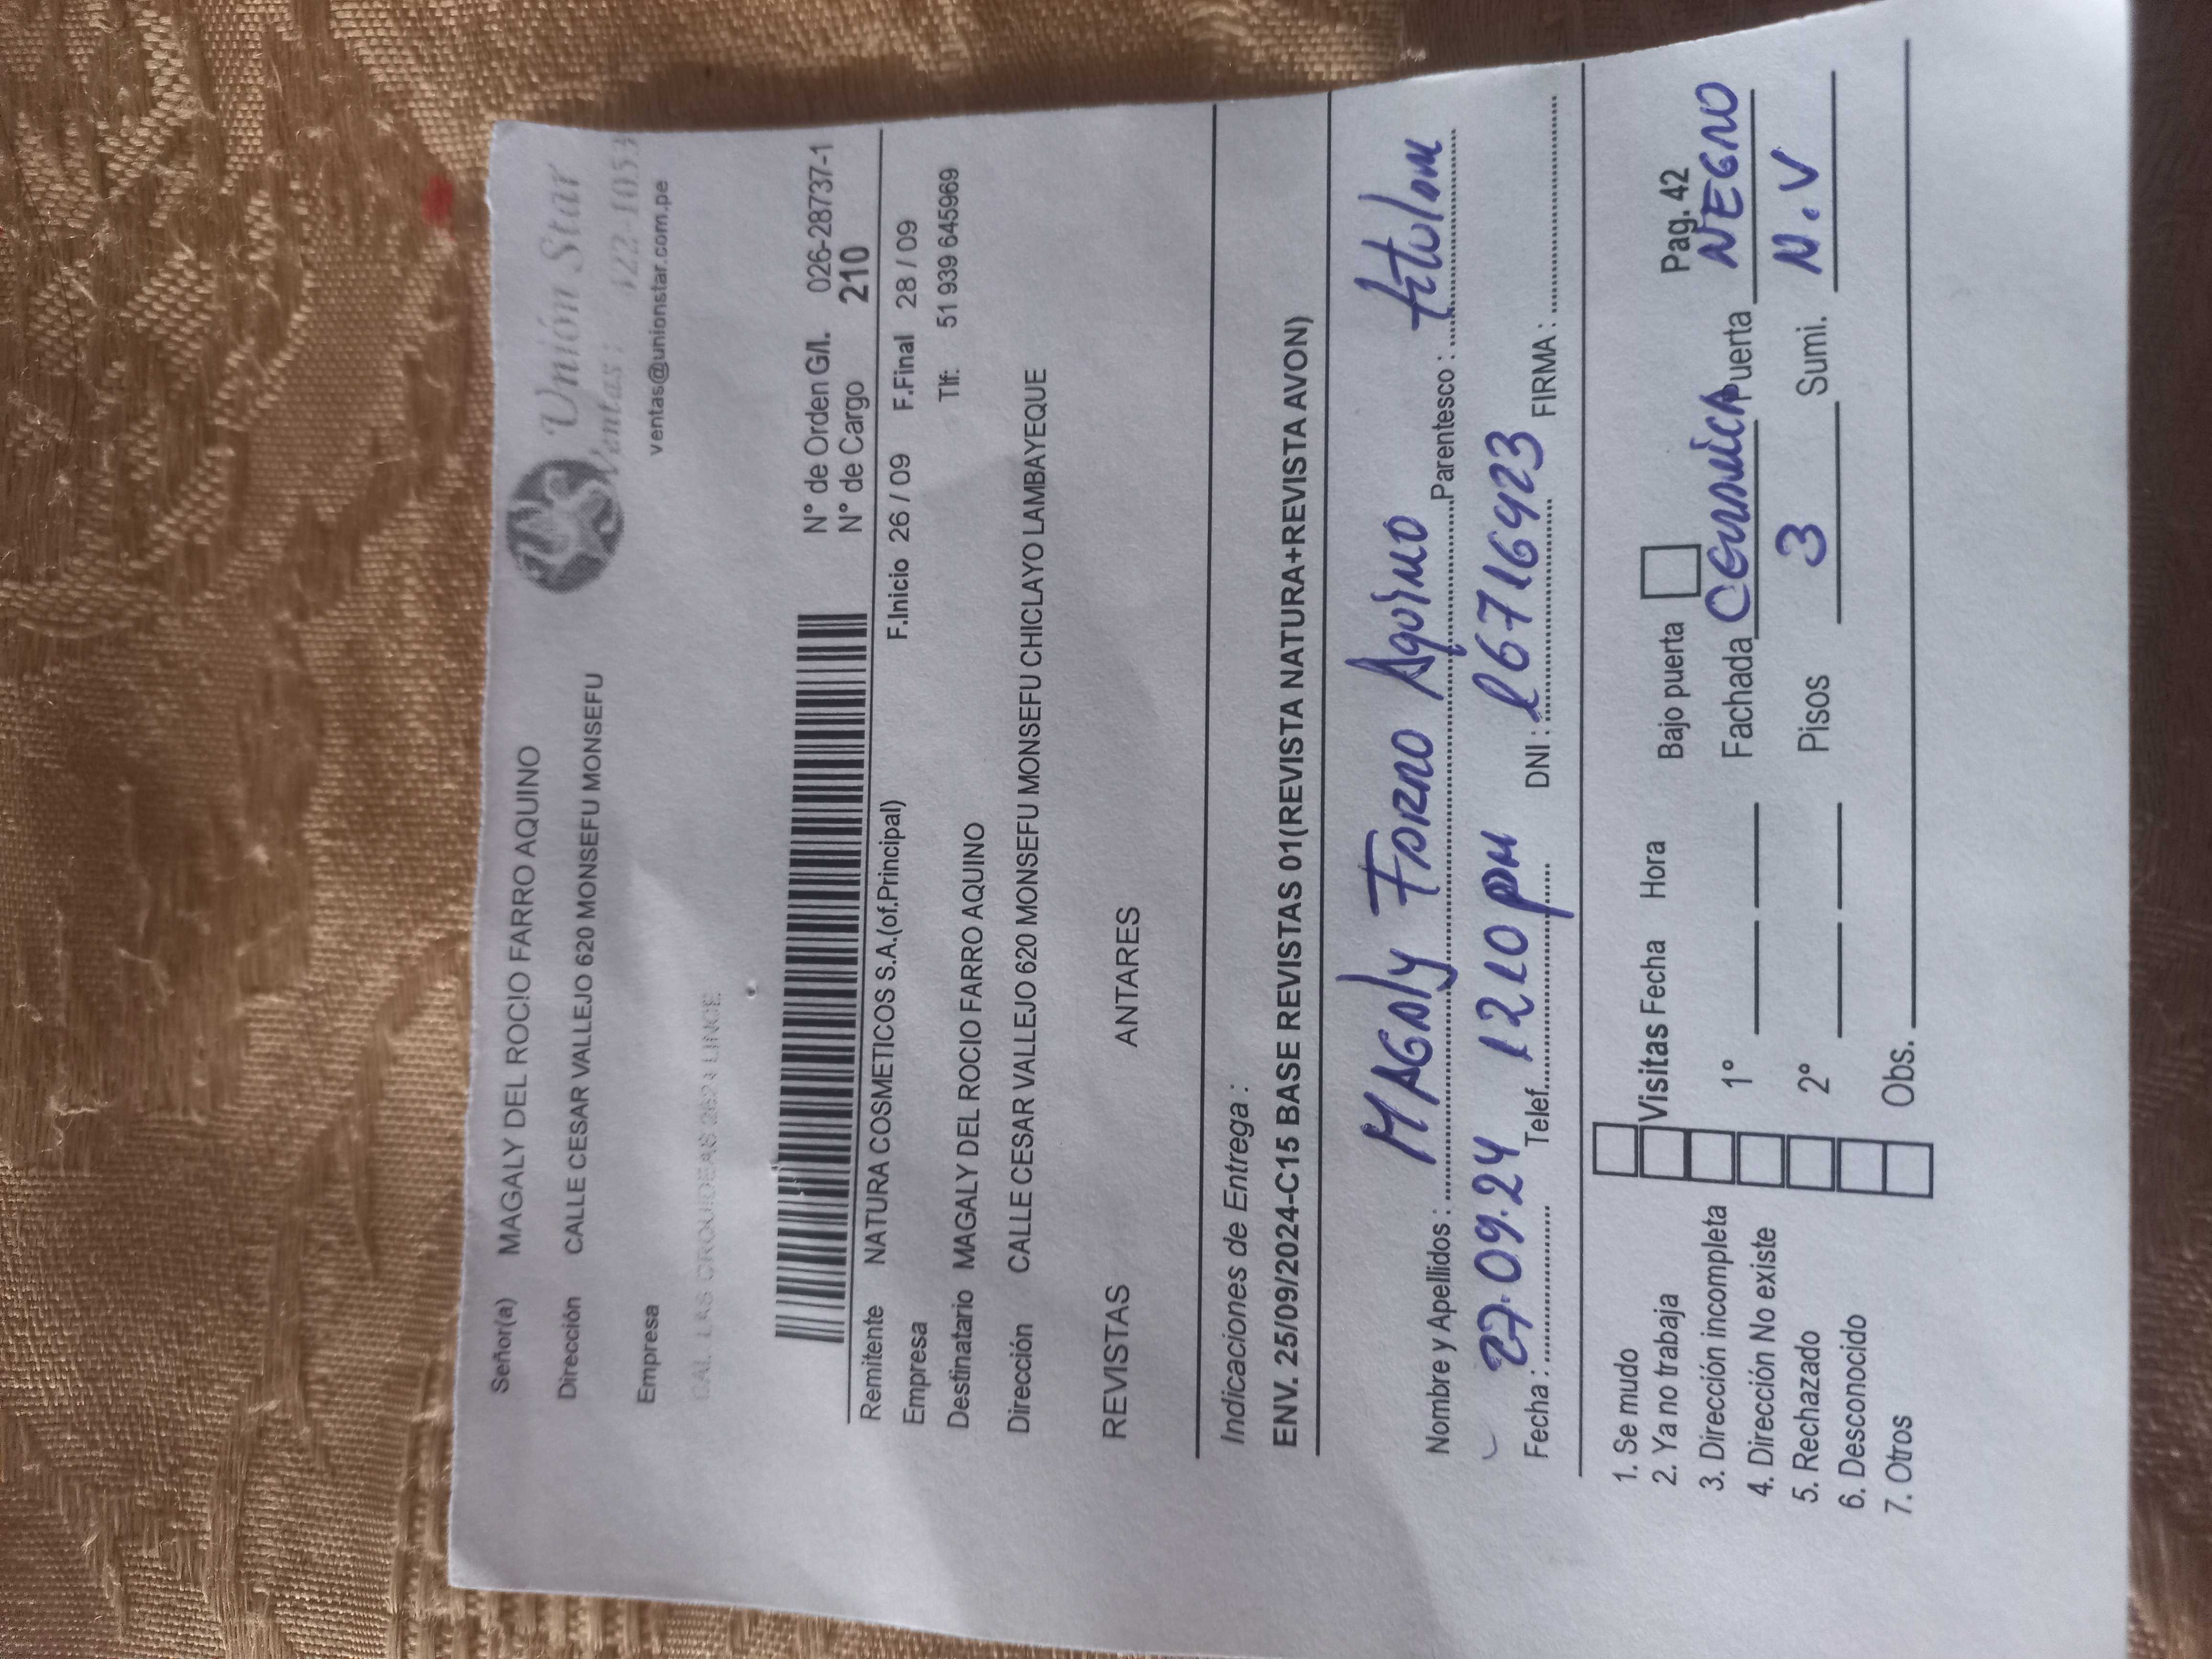 Señor(a) MAGALY DEL ROCIO FARRO AQUINO
Dirección CALLE CESAR VALLEJO 620 MONSEFU MONSEFU
Empresa
Unión Star
Ventas:
ventas@unionstar.com.pe
N° de Orden G/I. 026-28737-1
N° de Cargo 210
Remitente NATURA COSMETICOS S.A.(of.Principal)
F.Inicio 26 / 09 F.Final 28 / 09
Empresa
Tlf: 51 939 645969
Destinatario MAGALY DEL ROCIO FARRO AQUINO
Dirección CALLE CESAR VALLEJO 620 MONSEFU MONSEFU CHICLAYO LAMBAYEQUE
REVISTAS ANTARES
Indicaciones de Entrega :
ENV. 25/09/2024-C15 BASE REVISTAS 01(REVISTA NATURA+REVISTA AVON)
Nombre y Apellidos : MAGALY FARRO AQUINO Parentesco : titular
Fecha : 27.09.24 Telef. 1210 PM DNI : 16716923 FIRMA :
1. Se mudo
2. Ya no trabaja
3. Dirección incompleta
4. Dirección No existe
5. Rechazado
6. Desconocido
7. Otros
Visitas Fecha Hora Bajo puerta Pag. 42
1° Fachada CERAMICA Puerta NEGRO
2° Pisos 3 Sumi. N.V
Obs.